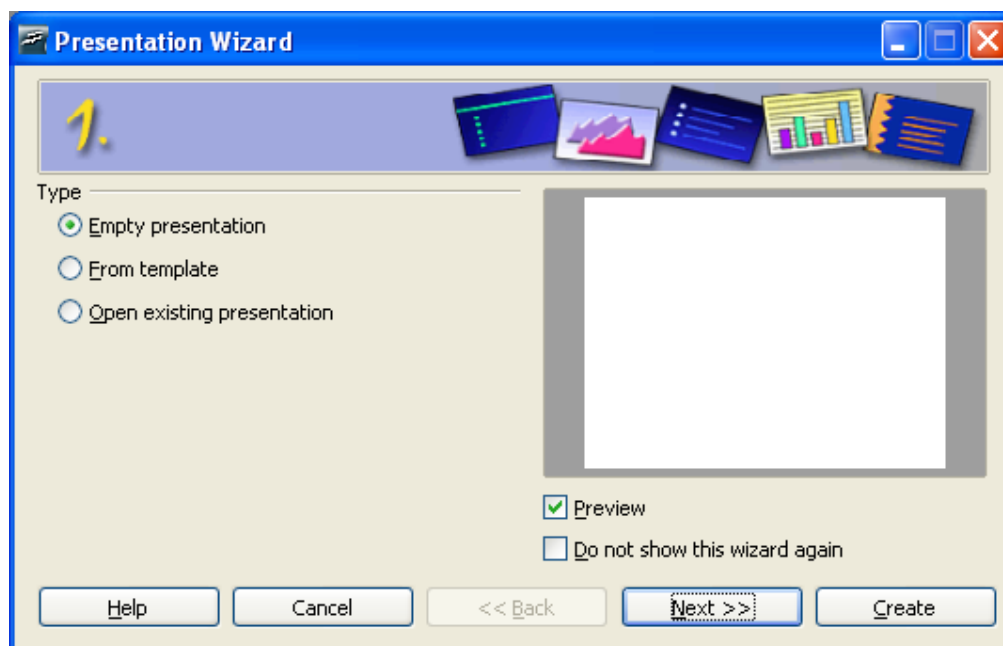 Presentation Wizard
1.
Type
Empty presentation
From template
Open existing presentation
Preview
Do not show this wizard again
Help Cancel << Back Next >> Create